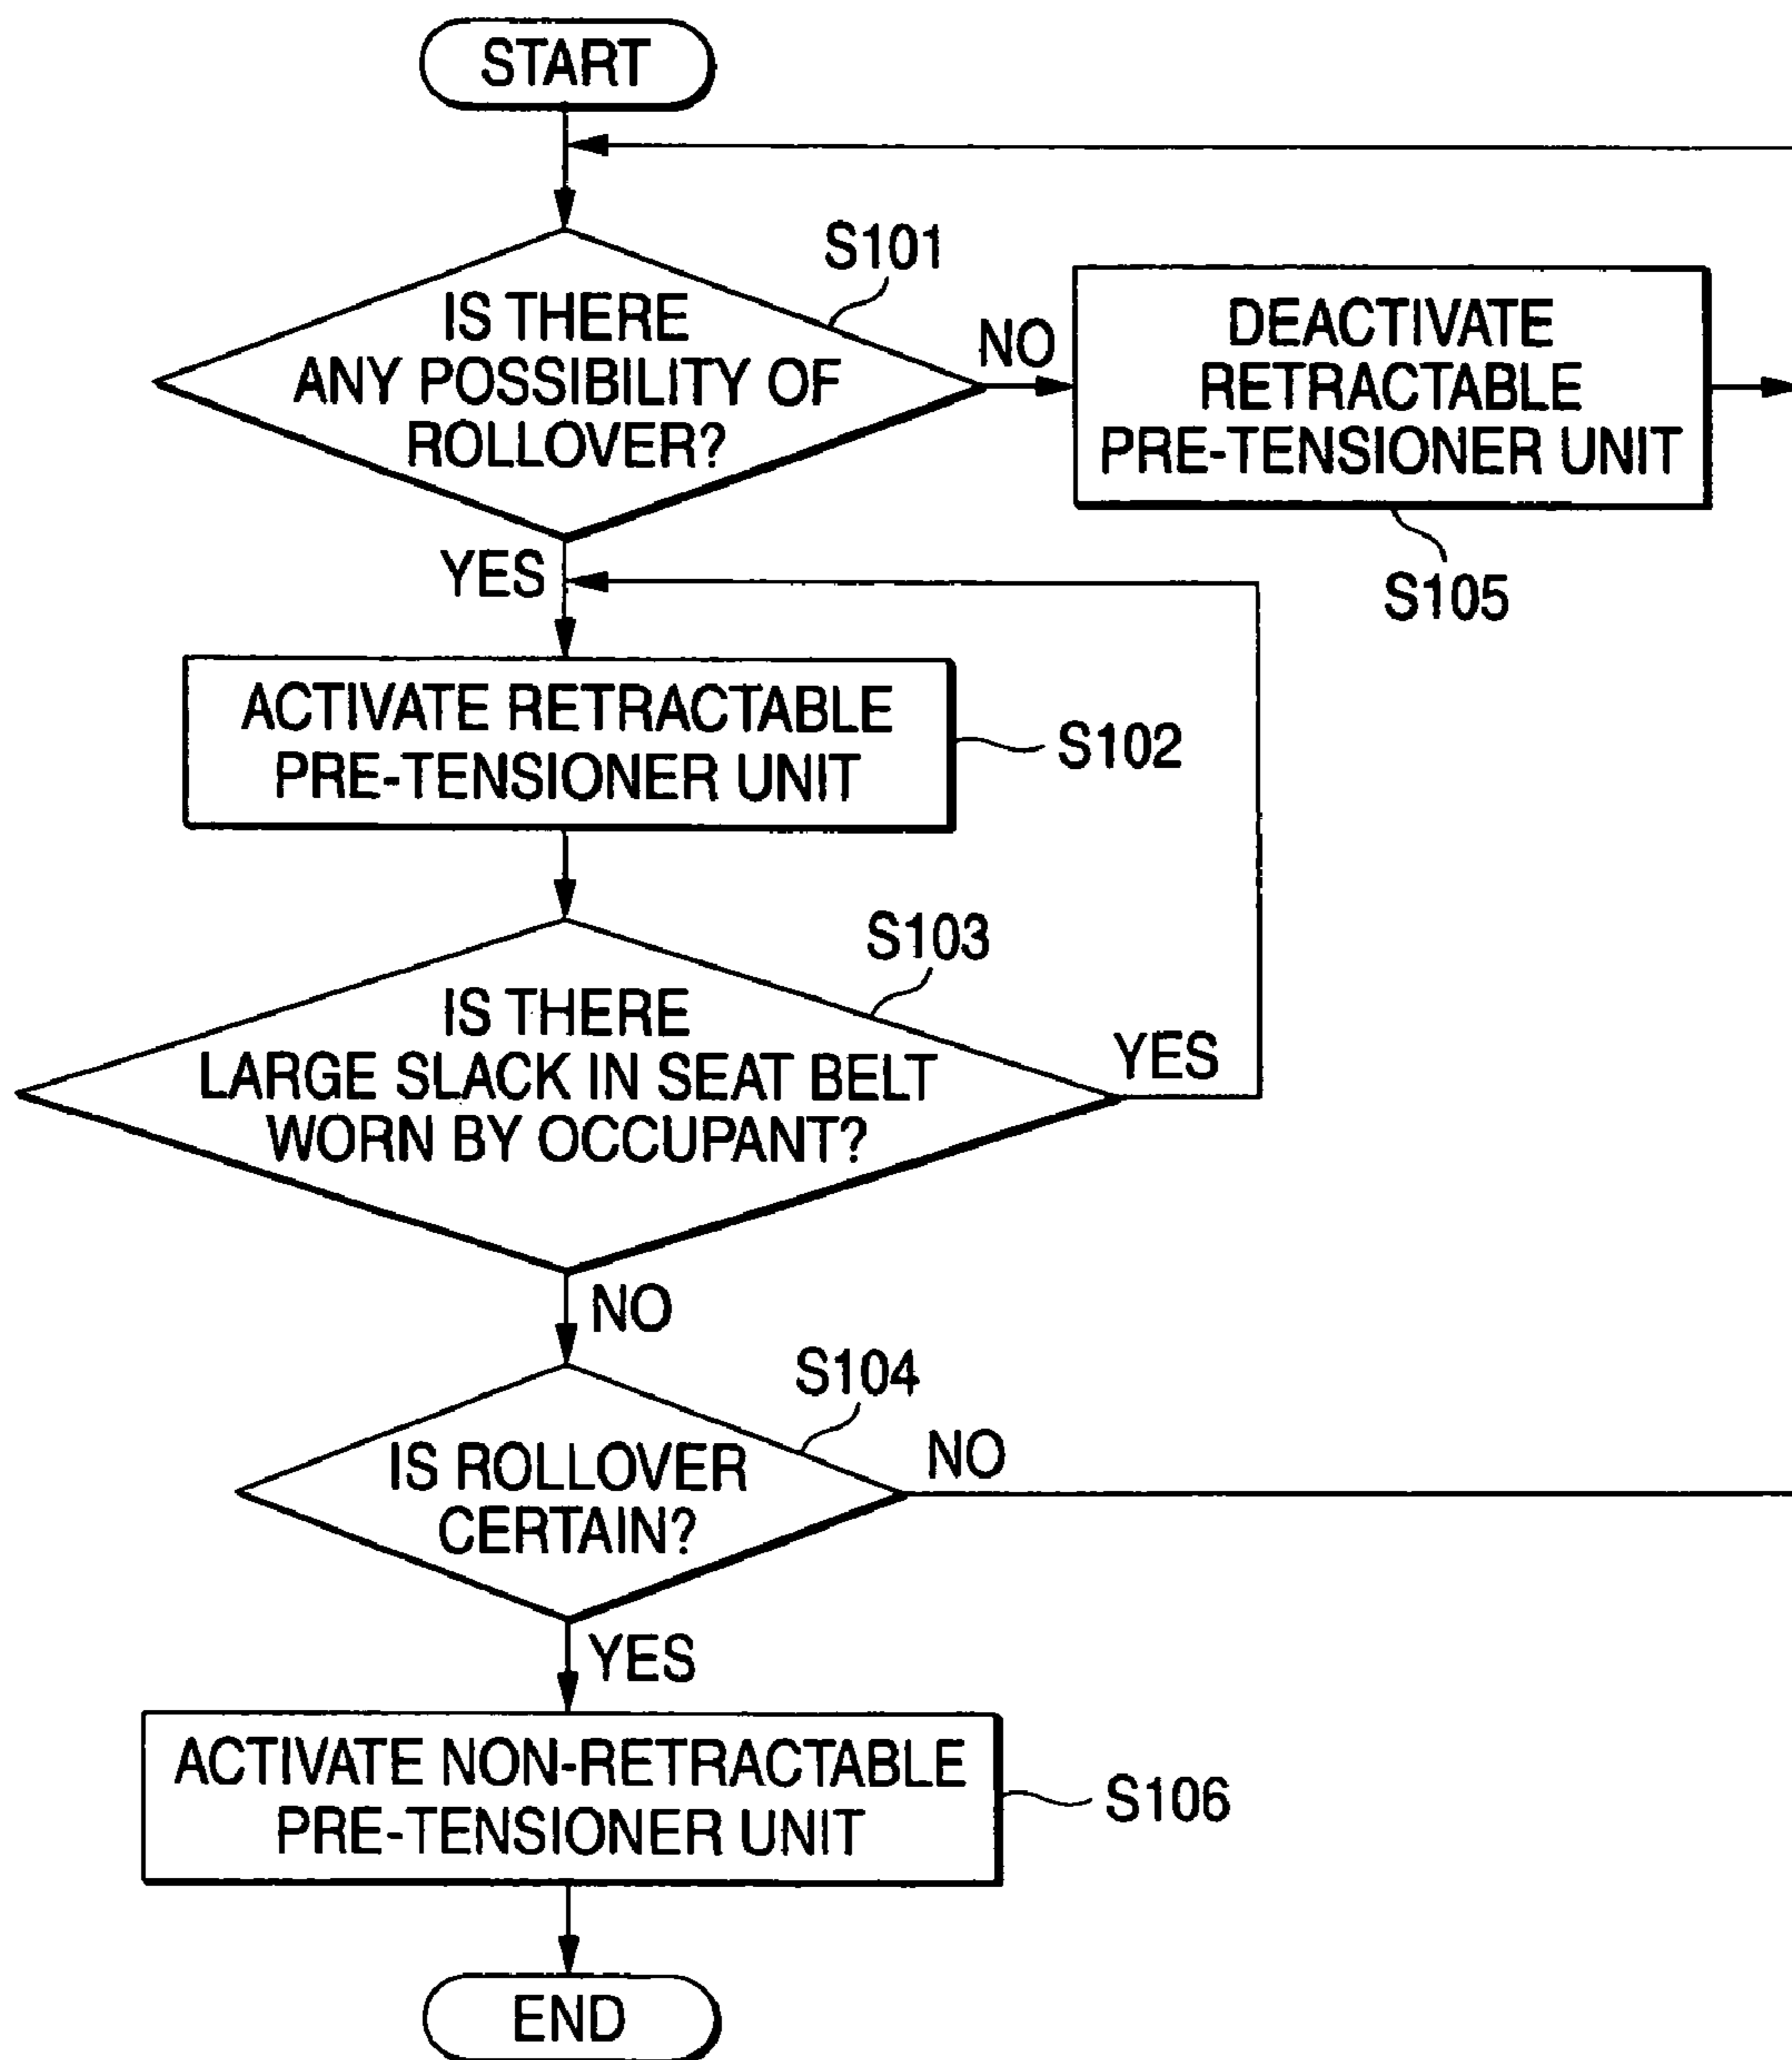 START
S101
IS THERE
ANY POSSIBILITY OF
ROLLOVER?
NO
DEACTIVATE
RETRACTABLE
PRE-TENSIONER UNIT
S105
YES
ACTIVATE RETRACTABLE
PRE-TENSIONER UNIT
S102
S103
IS THERE
LARGE SLACK IN SEAT BELT
WORN BY OCCUPANT?
YES
NO
S104
IS ROLLOVER
CERTAIN?
NO
YES
ACTIVATE NON-RETRACTABLE
PRE-TENSIONER UNIT
S106
END